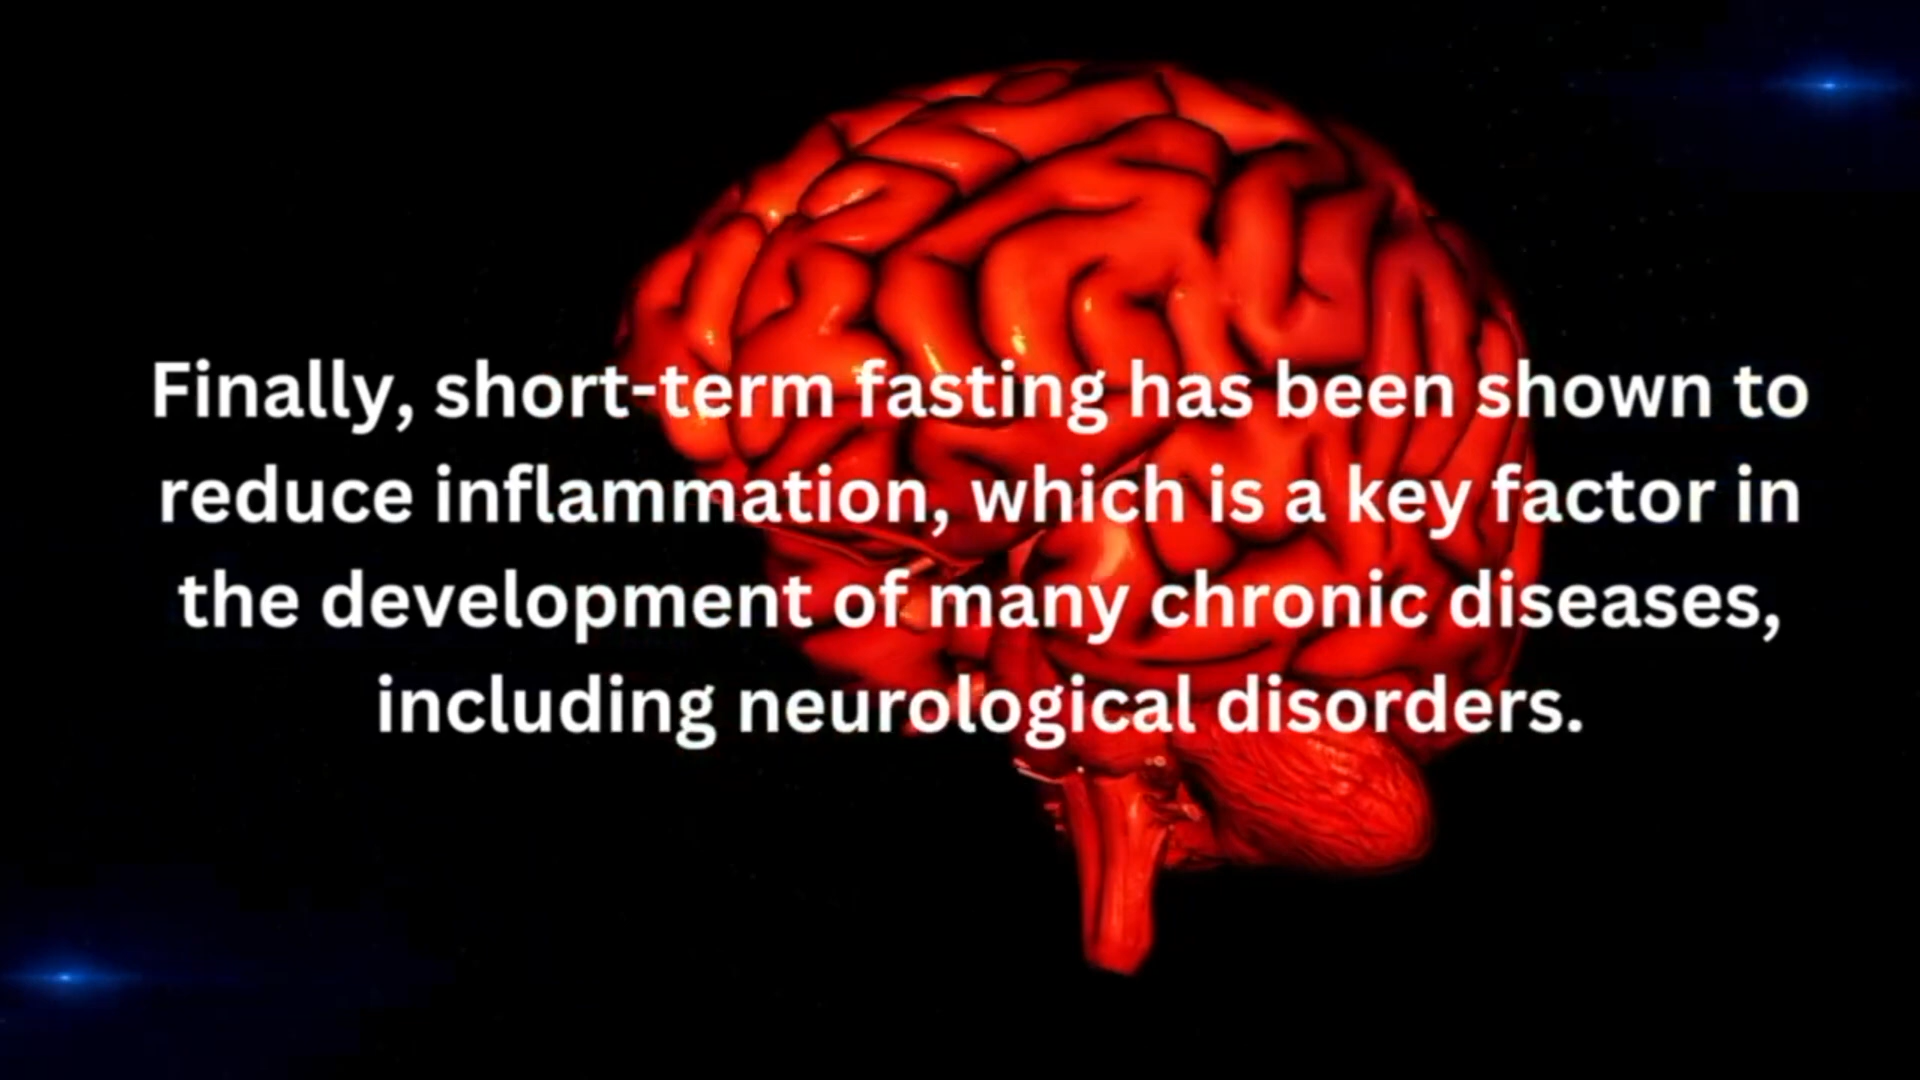 Finally, short-term fasting has been shown to
reduce inflammation, which is a key factor in
the development of many chronic diseases,
including neurological disorders.